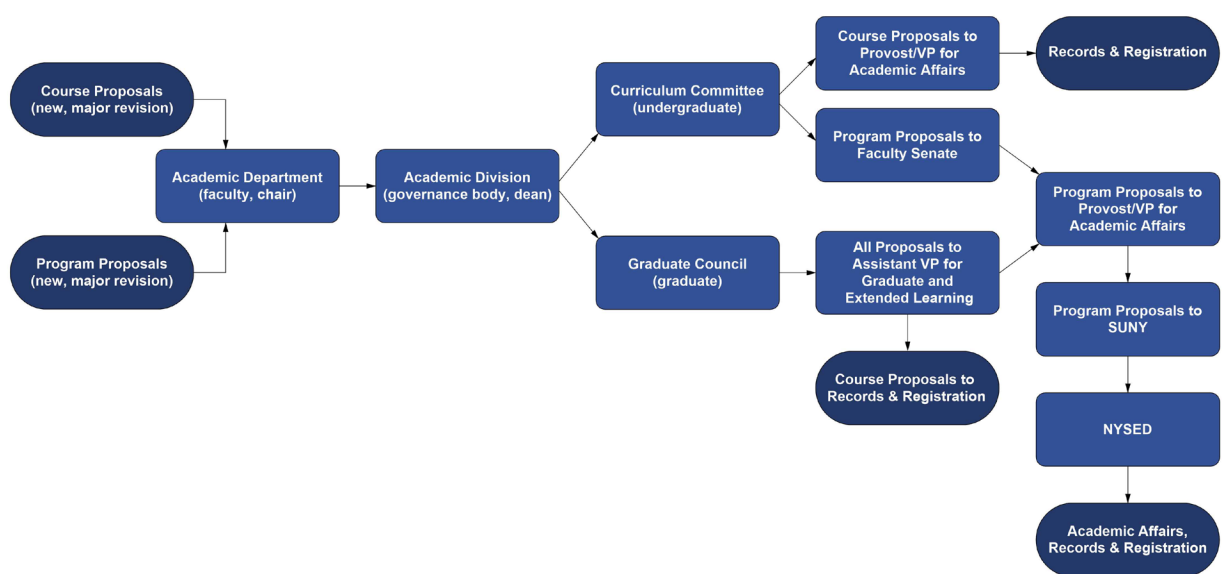 Course Proposals
(new, major revision)
Program Proposals
(new, major revision)
Academic Department
(faculty, chair)
Academic Division
(governance body, dean)
Curriculum Committee
(undergraduate)
Graduate Council
(graduate)
Course Proposals to
Provost/VP for
Academic Affairs
Program Proposals to
Faculty Senate
All Proposals to
Assistant VP for
Graduate and
Extended Learning
Course Proposals to
Records & Registration
Records & Registration
Program Proposals to
Provost/VP for
Academic Affairs
Program Proposals to
SUNY
NYSED
Academic Affairs,
Records & Registration